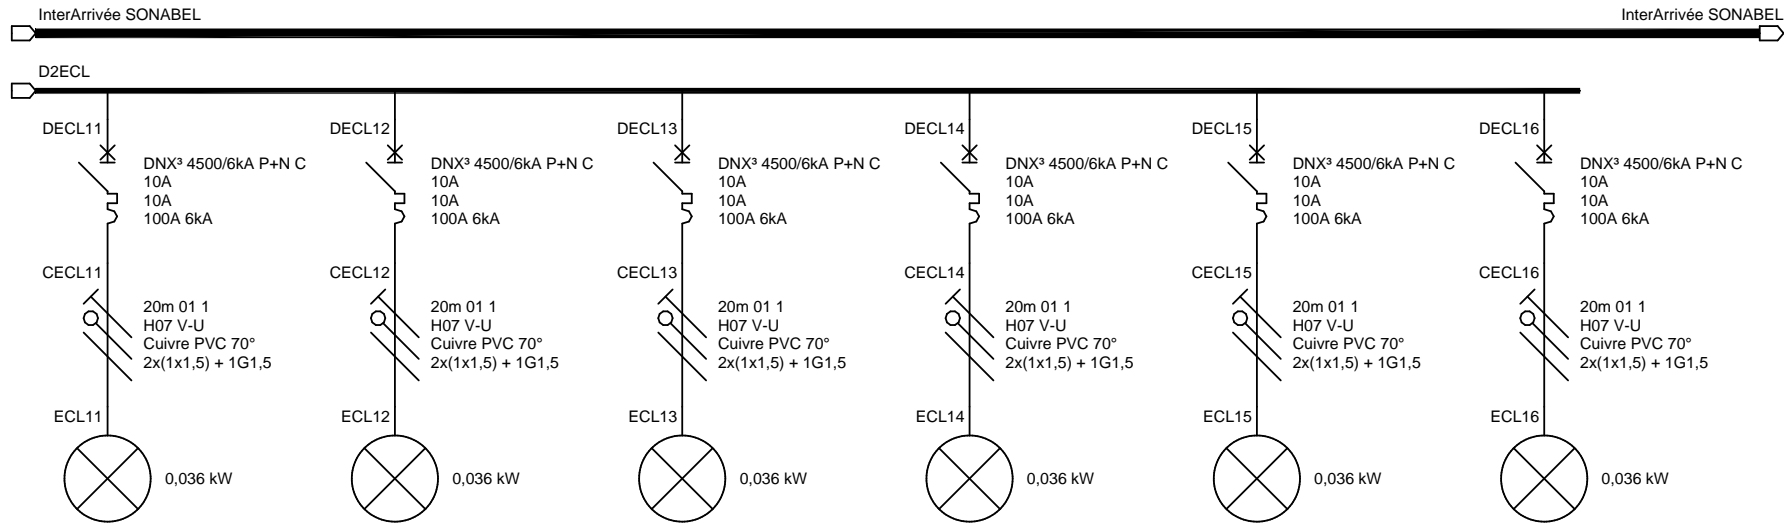 InterArrivée SONABEL InterArrivée SONABEL
D2ECL
DECL11 DECL12 DECL13 DECL14 DECL15 DECL16
DNX³ 4500/6kA P+N C DNX³ 4500/6kA P+N C DNX³ 4500/6kA P+N C DNX³ 4500/6kA P+N C DNX³ 4500/6kA P+N C DNX³ 4500/6kA P+N C
10A 10A 10A 10A 10A 10A
10A 10A 10A 10A 10A 10A
100A 6kA 100A 6kA 100A 6kA 100A 6kA 100A 6kA 100A 6kA
CECL11 CECL12 CECL13 CECL14 CECL15 CECL16
20m 01 1 20m 01 1 20m 01 1 20m 01 1 20m 01 1 20m 01 1
H07 V-U H07 V-U H07 V-U H07 V-U H07 V-U H07 V-U
Cuivre PVC 70° Cuivre PVC 70° Cuivre PVC 70° Cuivre PVC 70° Cuivre PVC 70° Cuivre PVC 70°
2x(1x1,5) + 1G1,5 2x(1x1,5) + 1G1,5 2x(1x1,5) + 1G1,5 2x(1x1,5) + 1G1,5 2x(1x1,5) + 1G1,5 2x(1x1,5) + 1G1,5
ECL11 ECL12 ECL13 ECL14 ECL15 ECL16
0,036 kW 0,036 kW 0,036 kW 0,036 kW 0,036 kW 0,036 kW